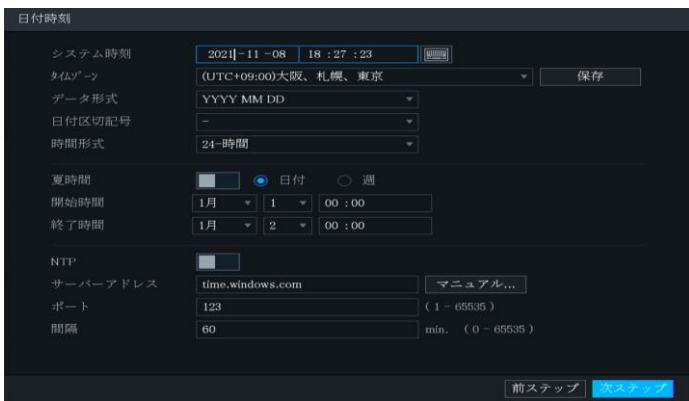 日付時刻
システム時刻 2021-11-08 18:27:23
タイムゾーン (UTC+09:00)大阪、札幌、東京 保存
データ形式 YYYY MM DD
日付区切記号 -
時間形式 24-時間
夏時間 日付 週
開始時間 1月 1 00:00
終了時間 1月 2 00:00
NTP
サーバーアドレス time.windows.com マニュアル...
ポート 123 (1-65535)
間隔 60 min. (0-65535)
前ステップ 次ステップ